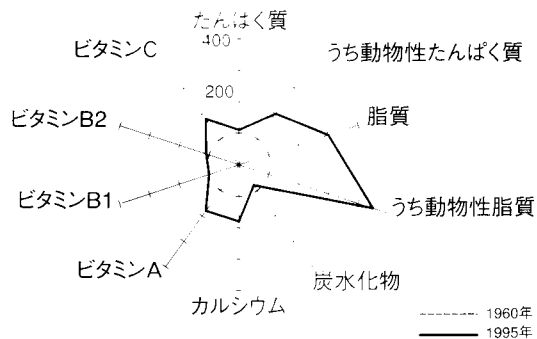 たんぱく質
400
ビタミンC
うち動物性たんぱく質
200
脂質
ビタミンB2
ビタミンB1
うち動物性脂質
ビタミンA
炭水化物
カルシウム
1960年
1995年